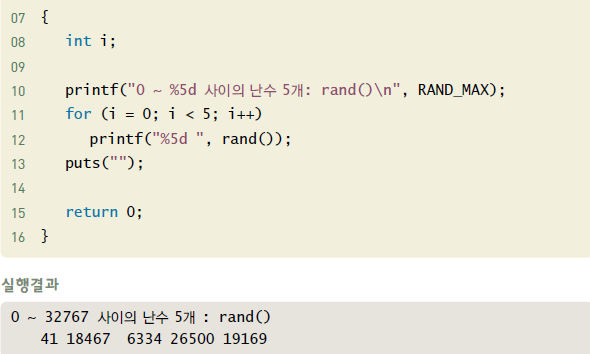 07 {
08 int i;
09
10 printf("0 ~ %5d 사이의 난수 5개: rand()\n", RAND_MAX);
11 for (i = 0; i < 5; i++)
12 printf("%5d ", rand());
13 puts("");
14
15 return 0;
16 }
실행결과
0 ~ 32767 사이의 난수 5개 : rand()
41 18467 6334 26500 19169